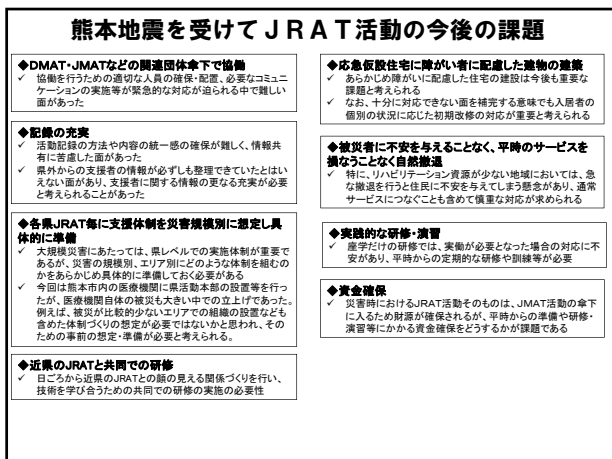 熊本地震を受けてＪＲＡＴ活動の今後の課題
◆DMAT・JMATなどの関連団体傘下で協働
✓ 協働を行うための適切な人員の確保・配置、必要なコミュニ
ケーションの実施等が緊急的な対応が迫られる中で難しい
面があった
◆記録の充実
✓ 活動記録の方法や内容の統一感の確保が難しく、情報共
有に苦慮した面があった
✓ 県外からの支援者の情報が必ずしも整理できていたとはい
えない面があり、支援者に関する情報の更なる充実が必要
と考えられることがあった
◆各県JRAT毎に支援体制を災害規模別に想定し具
体的に準備
✓ 大規模災害にあたっては、県レベルでの実施体制が重要で
あるが、災害の規模別、エリア別にどのような体制を組むの
かをあらかじめ具体的に準備しておく必要がある
✓ 今回は熊本市内の医療機関に県活動本部の設置等を行っ
たが、医療機関自体の被災も大きい中での立上げであった。
例えば、被災が比較的少ないエリアでの組織の設置なども
含めた体制づくりの想定が必要ではないかと思われ、そのた
めの事前の想定・準備が必要と考えられる。
◆近県のJRATと共同での研修
✓ 日ごろから近県のJRATとの顔の見える関係づくりを行い、
技術を学び合うための共同での研修の実施の必要性
◆応急仮設住宅に障がい者に配慮した建物の建築
✓ あらかじめ障がいに配慮した住宅の建設は今後も重要な
課題と考えられる
✓ なお、十分に対応できない面を補完する意味でも入居者の
個別の状況に応じた初期改修の対応が重要と考えられる
◆被災者に不安を与えることなく、平時のサービスを
損なうことなく自然撤退
✓ 特に、リハビリテーション資源が少ない地域においては、急
な撤退を行うと住民に不安を与えてしまう懸念があり、通常
サービスにつなぐことも含めて慎重な対応が求められる
◆実践的な研修・演習
✓ 座学だけの研修では、実働が必要となった場合の対応に不
安があり、平時からの定期的な研修や訓練等が必要
◆資金確保
✓ 災害時におけるJRAT活動そのものは、JMAT活動の傘下
に入るため財源が確保されるが、平時からの準備や研修・
演習等にかかる資金確保をどうするかが課題である